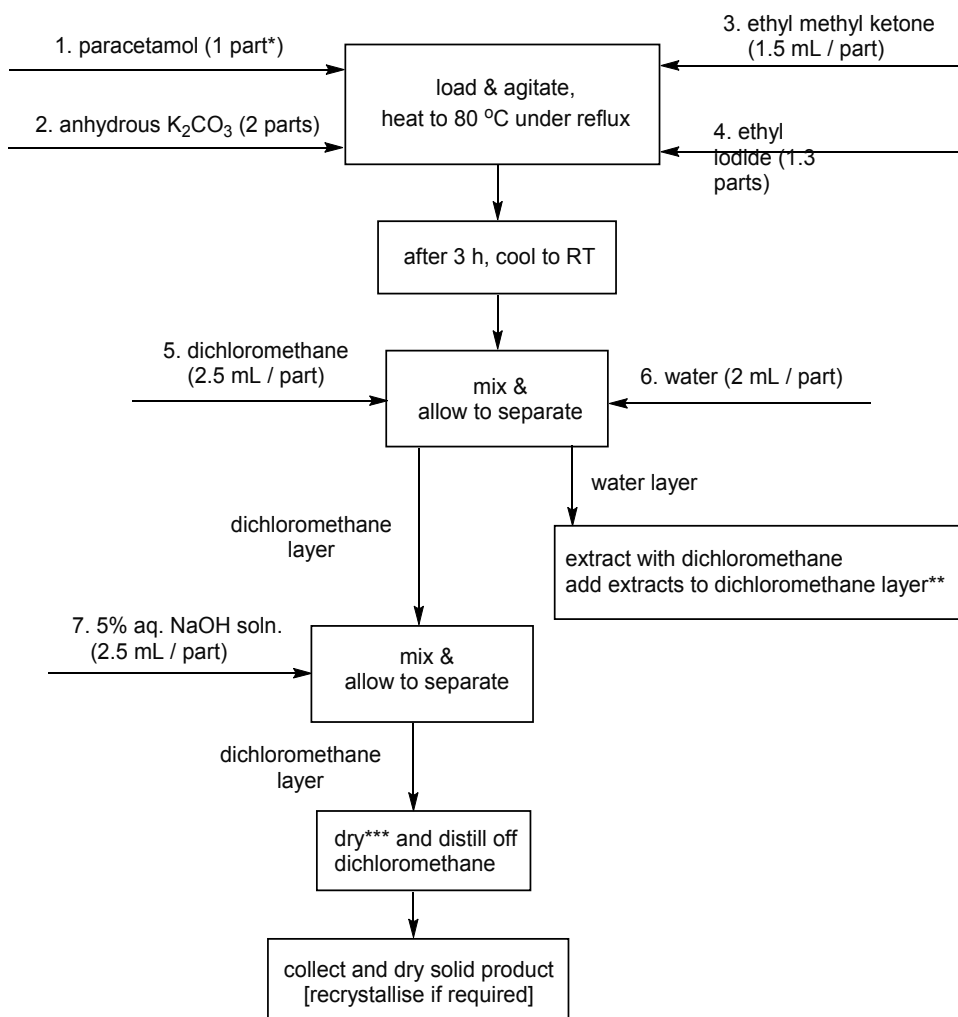 1. paracetamol (1 part*)
2. anhydrous K₂CO₃ (2 parts)
load & agitate,
heat to 80 ºC under reflux
3. ethyl methyl ketone
(1.5 mL / part)
4. ethyl
iodide (1.3
parts)
after 3 h, cool to RT
5. dichloromethane
(2.5 mL / part)
mix &
allow to separate
6. water (2 mL / part)
water layer
dichloromethane
layer
extract with dichloromethane
add extracts to dichloromethane layer**
7. 5% aq. NaOH soln.
(2.5 mL / part)
mix &
allow to separate
dichloromethane
layer
dry*** and distill off
dichloromethane
collect and dry solid product
[recrystallise if required]